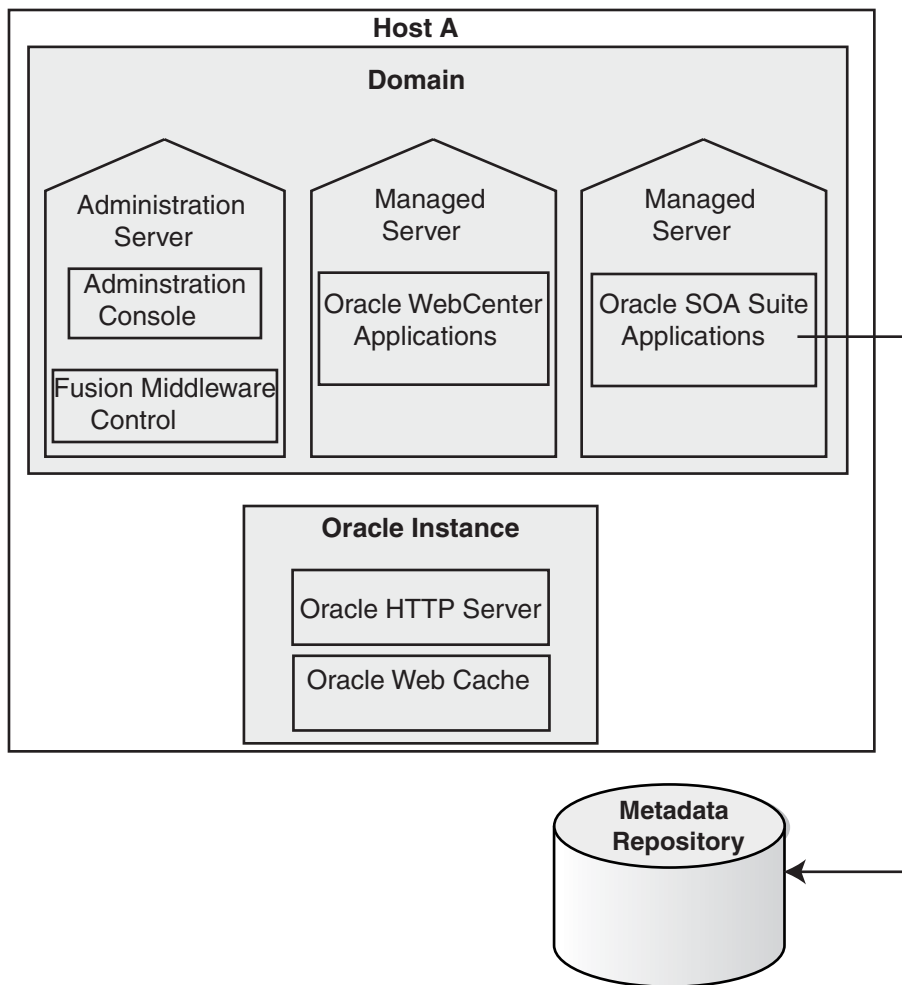 Host A
Domain
Administration
Server
Adminstration
Console
Fusion Middleware
Control
Managed
Server
Oracle WebCenter
Applications
Managed
Server
Oracle SOA Suite
Applications
Oracle Instance
Oracle HTTP Server
Oracle Web Cache
Metadata
Repository